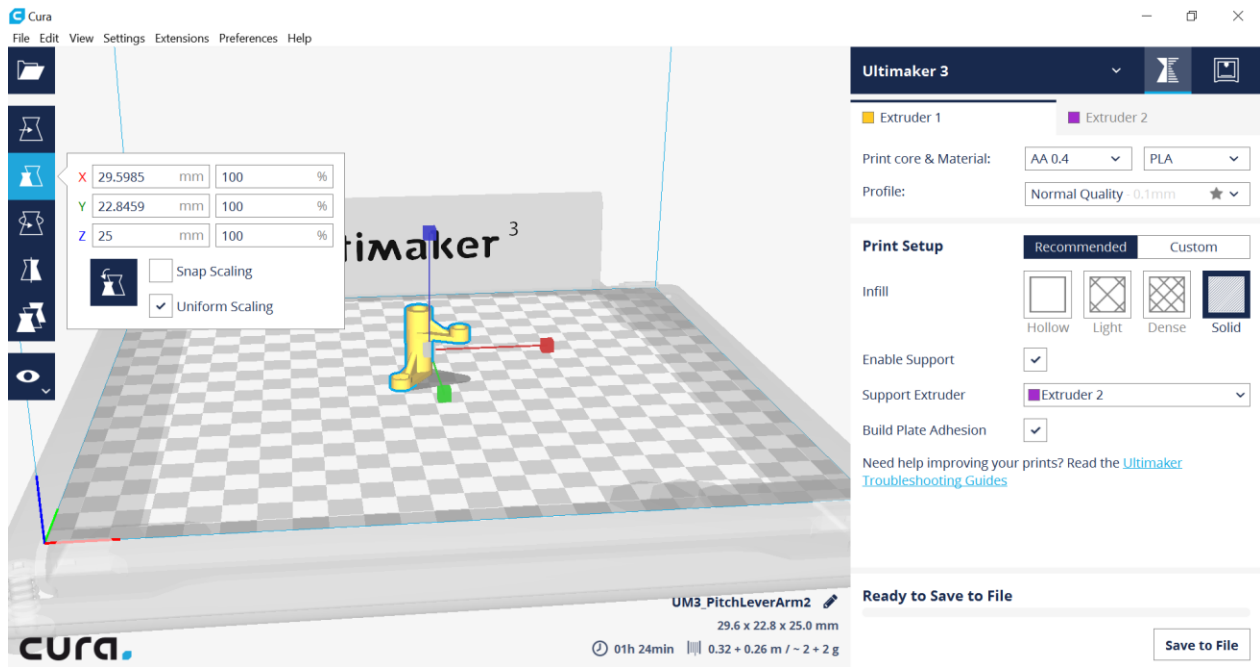 Cura
File Edit View Settings Extensions Preferences Help
Ultimaker 3
Extruder 1
Extruder 2
Print core & Material:
AA 0.4
PLA
Profile:
Normal Quality - 0.1mm
X 29.5985 mm 100 %
Y 22.8459 mm 100 %
Z 25 mm 100 %
Snap Scaling
Uniform Scaling
timaker 3
Print Setup
Recommended
Custom
Infill
Hollow
Light
Dense
Solid
Enable Support
Support Extruder
Extruder 2
Build Plate Adhesion
Need help improving your prints? Read the Ultimaker
Troubleshooting Guides
UM3_PitchLeverArm2
29.6 x 22.8 x 25.0 mm
01h 24min 0.32 + 0.26 m / ~ 2 + 2 g
cura.
Ready to Save to File
Save to File